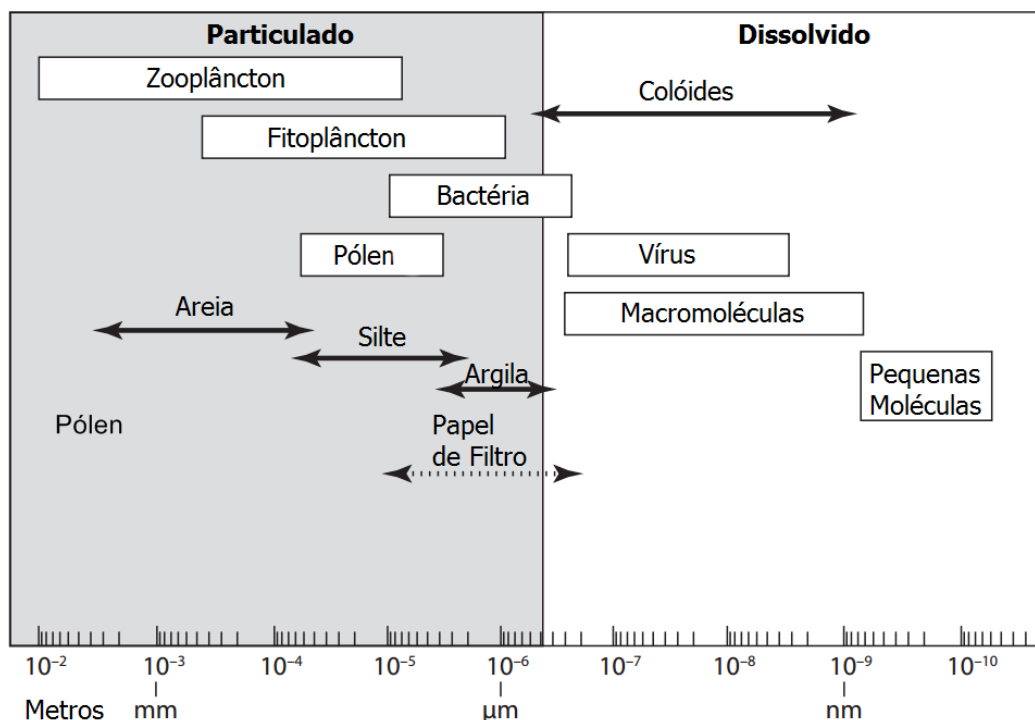 Particulado
Dissolvido
Zooplâncton
Colóides
Fitoplâncton
Bactéria
Pólen
Vírus
Areia
Macromoléculas
Silte
Argila
Pequenas
Moléculas
Pólen
Papel
de Filtro
10⁻² 10⁻³ 10⁻⁴ 10⁻⁵ 10⁻⁶ 10⁻⁷ 10⁻⁸ 10⁻⁹ 10⁻¹⁰
Metros mm μm nm